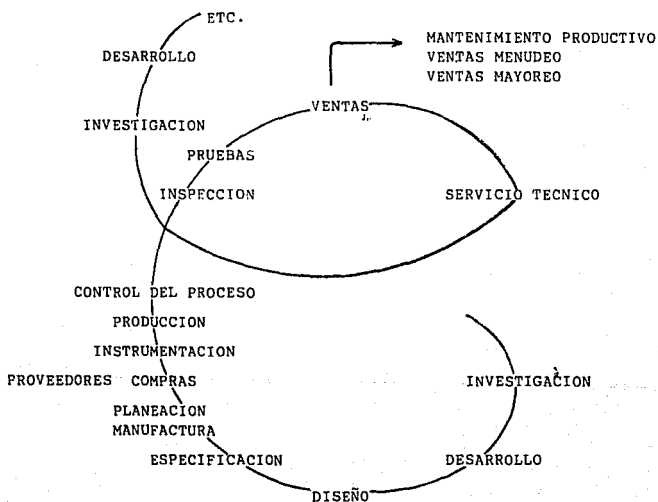 ETC.
MANTENIMIENTO PRODUCTIVO
VENTAS MENUDEO
VENTAS MAYOREO
DESARROLLO
VENTAS
INVESTIGACION
PRUEBAS
INSPECCION
SERVICIO TECNICO
CONTROL DEL PROCESO
PRODUCCION
INSTRUMENTACION
PROVEEDORES COMPRAS
INVESTIGACION
PLANEACION
MANUFACTURA
ESPECIFICACION
DESARROLLO
DISEÑO